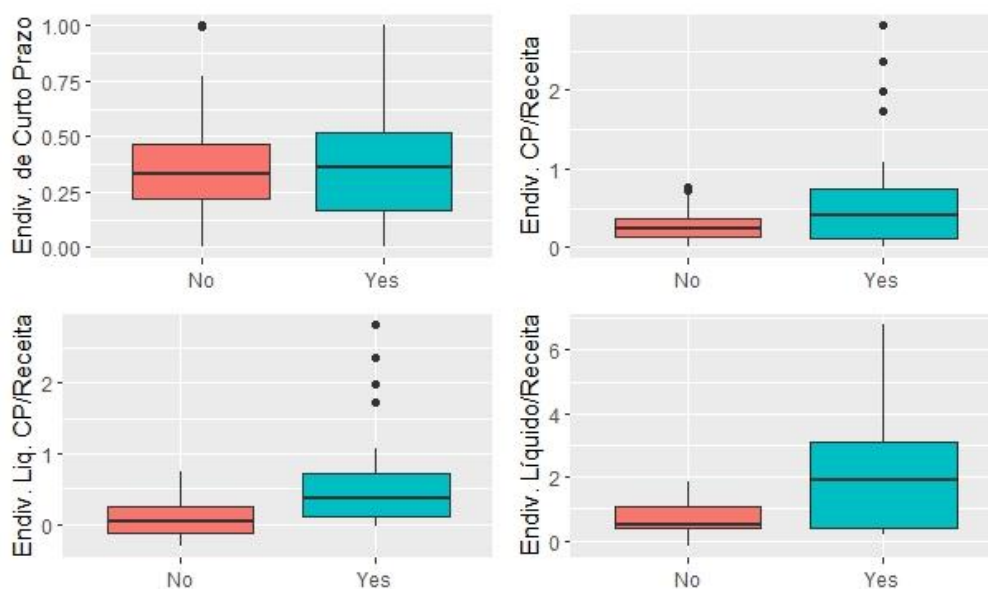 Endiv. de Curto Prazo
1.00
0.75
0.50
0.25
0.00
No Yes
Endiv. CP/Receita
2
1
0
No Yes
Endiv. Liq. CP/Receita
2
1
0
No Yes
Endiv. Líquido/Receita
6
4
2
0
No Yes